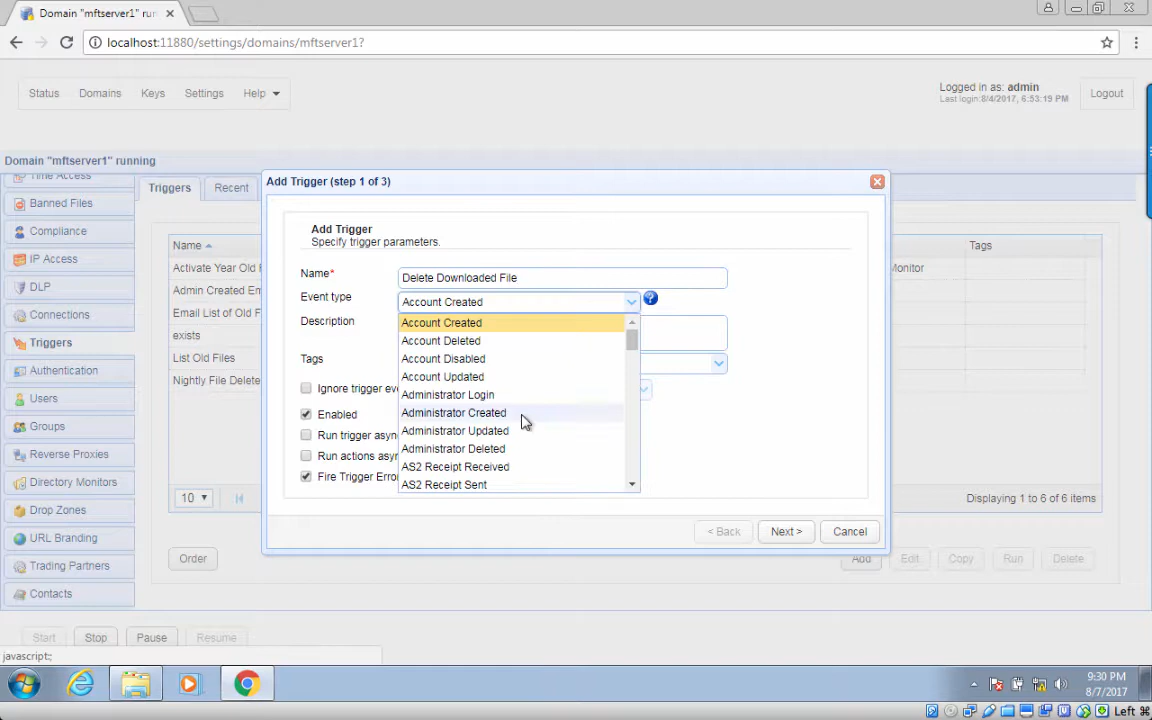 Domain "mftserver1" run
localhost:11880/settings/domains/mftserver1?
Status Domains Keys Settings Help
Logged in as: admin
Last login:8/4/2017, 6:53:19 PM
Logout
Domain "mftserver1" running
Time Access
Banned Files
Compliance
IP Access
DLP
Connections
Triggers
Authentication
Users
Groups
Reverse Proxies
Directory Monitors
Drop Zones
URL Branding
Trading Partners
Contacts
Triggers Recent
Name Tags
Activate Year Old F
Monitor
Admin Created Em
Email List of Old F
exists
List Old Files
Nightly File Delete
10
Displaying 1 to 6 of 6 items
Order
Add Edit Copy Run Delete
Add Trigger (step 1 of 3)
Add Trigger
Specify trigger parameters.
Name* Delete Downloaded File
Event type Account Created
Description
Tags
Ignore trigger eve
Enabled
Run trigger asyn
Run actions asy
Fire Trigger Erro
Account Created
Account Deleted
Account Disabled
Account Updated
Administrator Login
Administrator Created
Administrator Updated
Administrator Deleted
AS2 Receipt Received
AS2 Receipt Sent
< Back Next > Cancel
Start Stop Pause Resume
javascript:;
9:30 PM
8/7/2017
Left ⌘